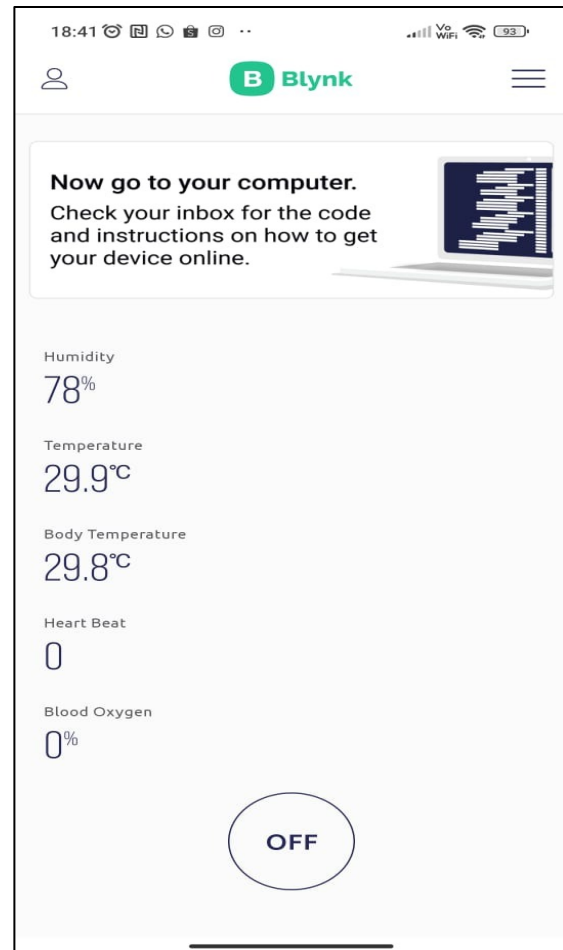 18:41
Vo
WiFi
93
B Blynk
Now go to your computer.
Check your inbox for the code
and instructions on how to get
your device online.
Humidity
78%
Temperature
29.9°C
Body Temperature
29.8°C
Heart Beat
0
Blood Oxygen
0%
OFF